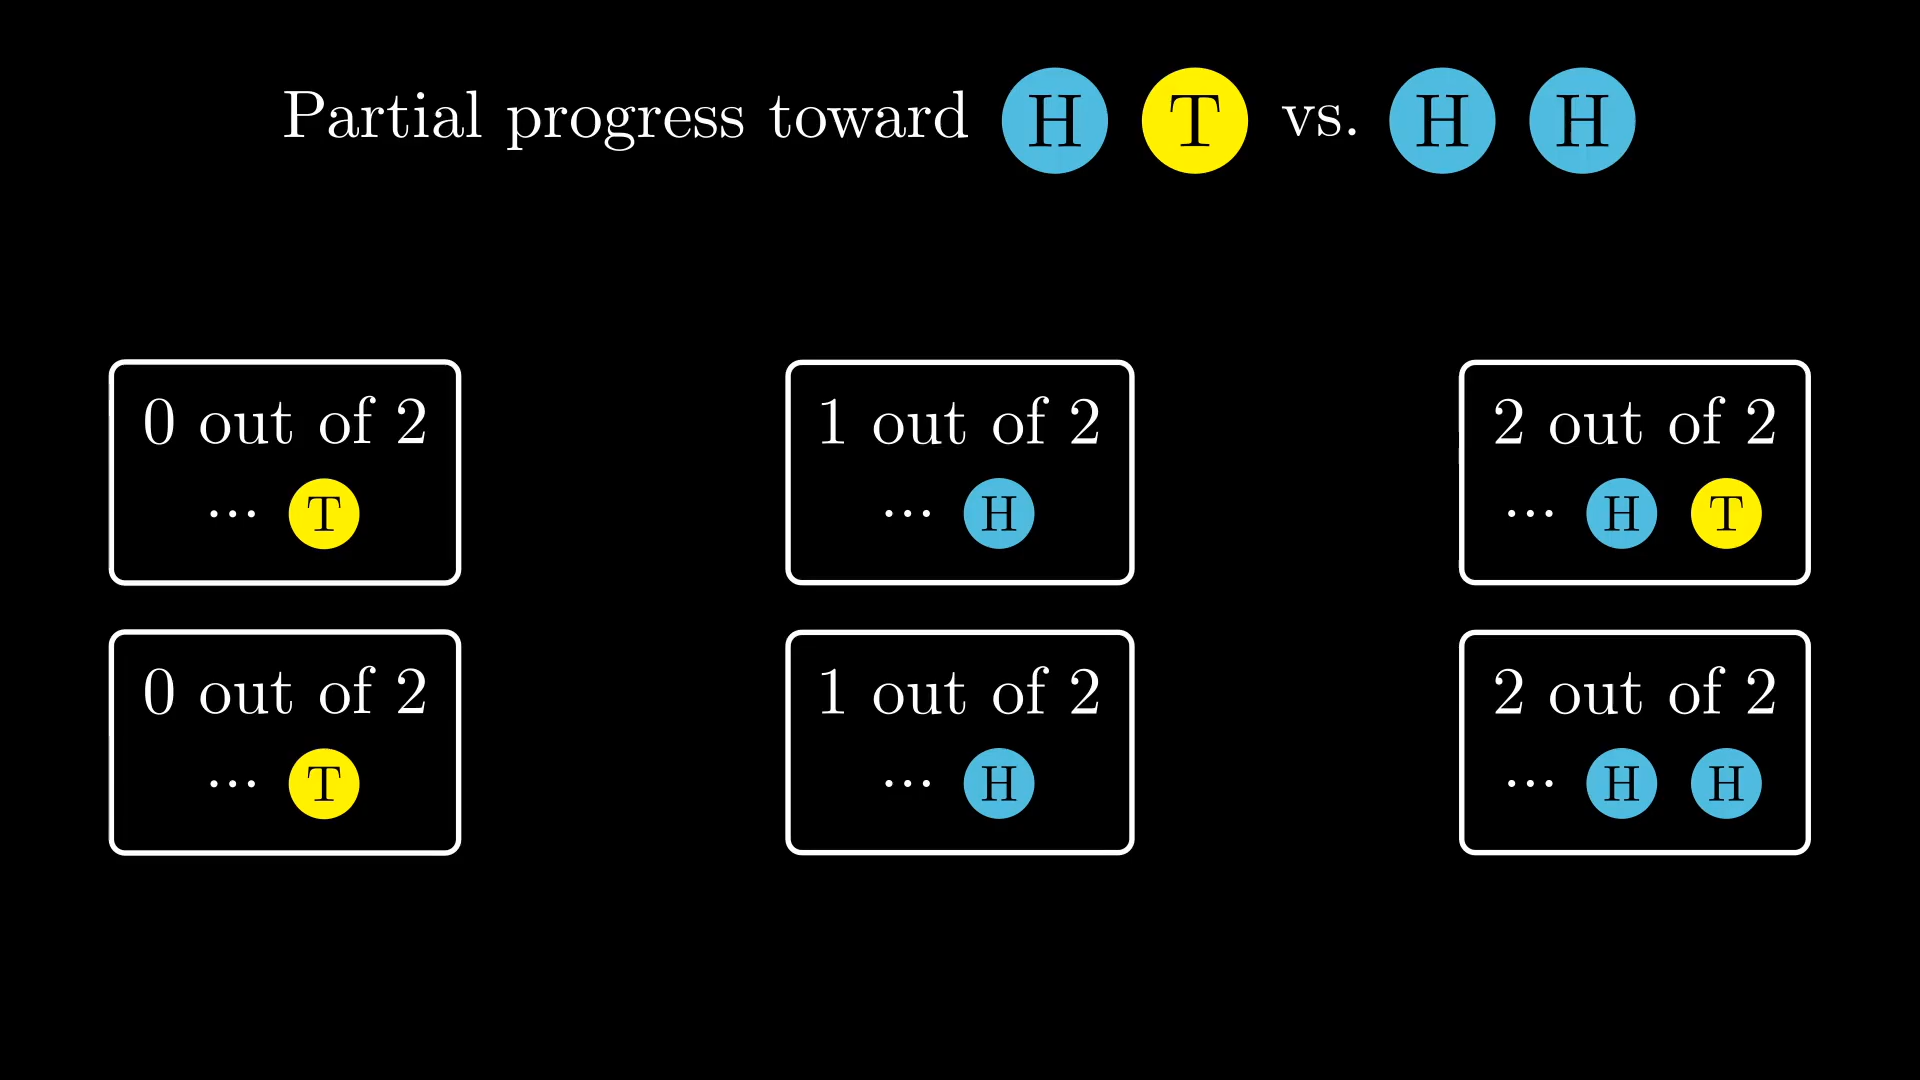 Partial progress toward H T vs. H H
0 out of 2
... T
1 out of 2
... H
2 out of 2
... H T
0 out of 2
... T
1 out of 2
... H
2 out of 2
... H H